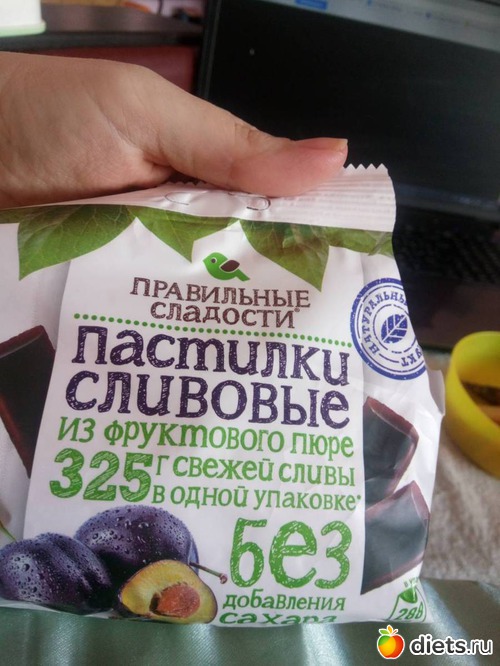 ПРАВИЛЬНЫЕ
СЛАДОСТИ
ПАСТИЛКИ
СЛИВОВЫЕ
ИЗ ФРУКТОВОГО ПЮРЕ
325 Г СВЕЖЕЙ СЛИВЫ
В ОДНОЙ УПАКОВКЕ*
БЕЗ
ДОБАВЛЕНИЯ
САХАРА
diets.ru